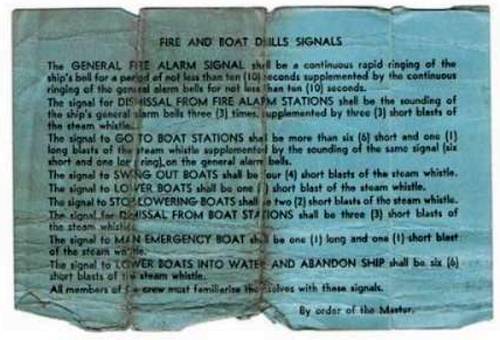 FIRE AND BOAT DRILLS SIGNALS
The GENERAL FIRE ALARM SIGNAL shall be a continuous rapid ringing of the
ship's bell for a period of not less than ten (10) seconds supplemented by the continuous
ringing of the general alarm bells for not less than ten (10) seconds.
The signal for DISMISSAL FROM FIRE ALARM STATIONS shall be the sounding of
the ship's general alarm bells three (3) times, supplemented by three (3) short blasts of
the steam whistle.
The signal to GO TO BOAT STATIONS shall be more than six (6) short and one (1)
long blasts of the steam whistle supplemented by the sounding of the same signal (six
short and one long ring), on the general alarm bells.
The signal to SWING OUT BOATS shall be four (4) short blasts of the steam whistle.
The signal to LOWER BOATS shall be one (1) short blast of the steam whistle.
The signal to STOP LOWERING BOATS shall be two (2) short blasts of the steam whistle.
The signal for DISMISSAL FROM BOAT STATIONS shall be three (3) short blasts of
the steam whistle.
The signal to MAN EMERGENCY BOAT shall be one (1) long and one (1) short blast
of the steam whistle.
The signal to LOWER BOATS INTO WATER AND ABANDON SHIP shall be six (6)
short blasts of the steam whistle.
All members of the crew must familiarise themselves with these signals.
By order of the Master.